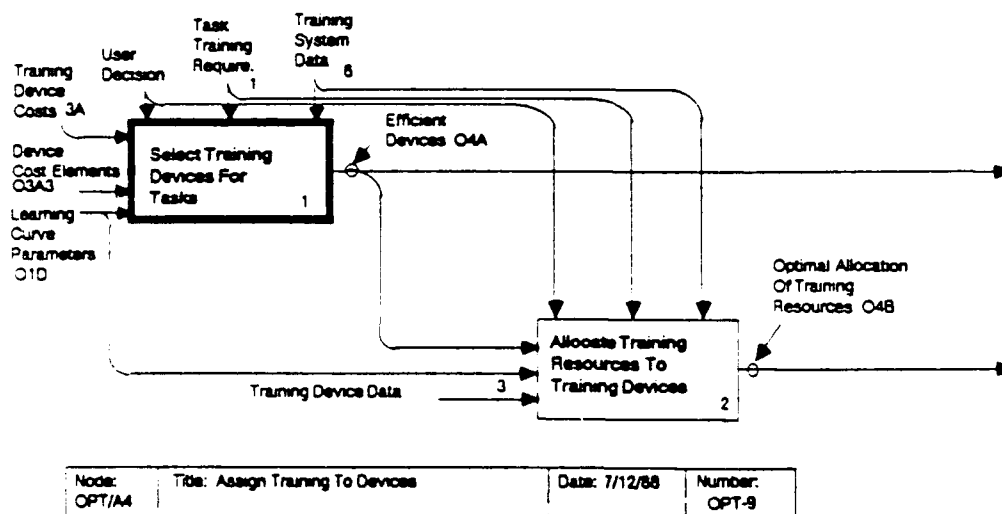 Training
Device
Costs 3A
User
Decision
Task
Training
Require.
1
Training
System
Data
6
Device
Cost Elements
O3A3
Learning
Curve
Parameters
O1D
Select Training
Devices For
Tasks
1
Efficient
Devices O4A
Optimal Allocation
Of Training
Resources O4B
Allocate Training
Resources To
Training Devices
2
Training Device Data
3
Node:
OPT/A4
Title: Assign Training To Devices
Date: 7/12/88
Number:
OPT-9